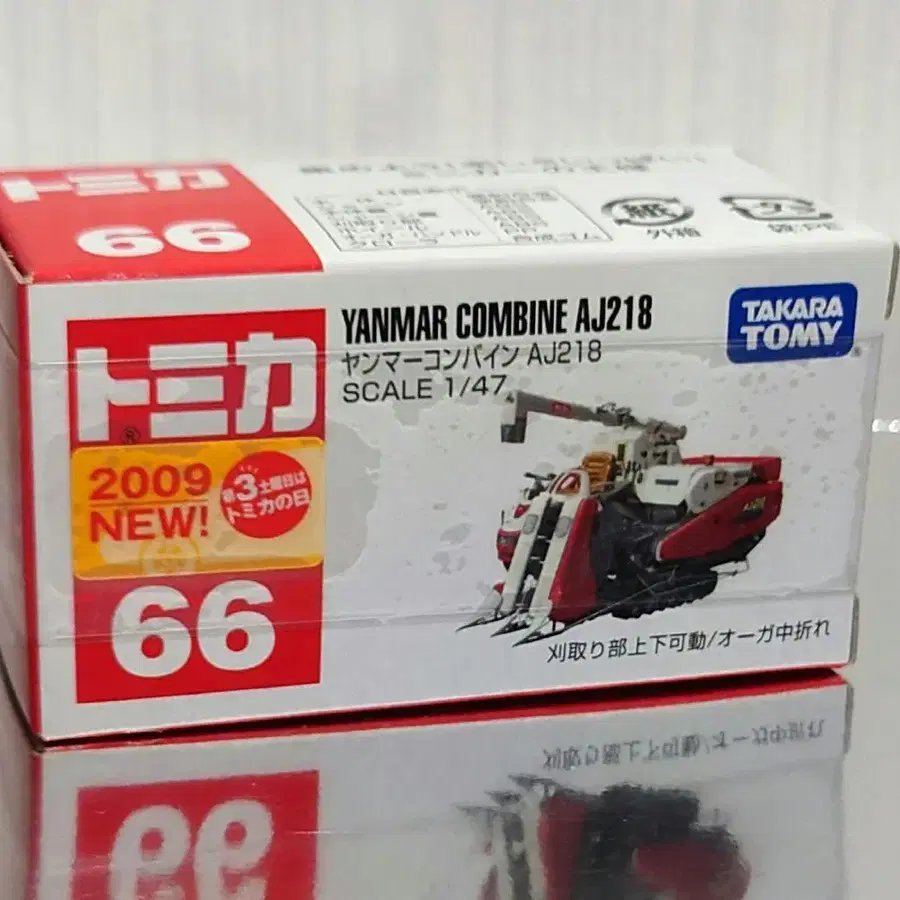 トミカ
66
紙
外箱
YANMAR COMBINE AJ218
ヤンマーコンバイン AJ218
SCALE 1/47
TAKARA
TOMY
トミカ
®
2009
NEW!
第3土曜日は
トミカの日
66
刈取り部上下可動/オーガ中折れ